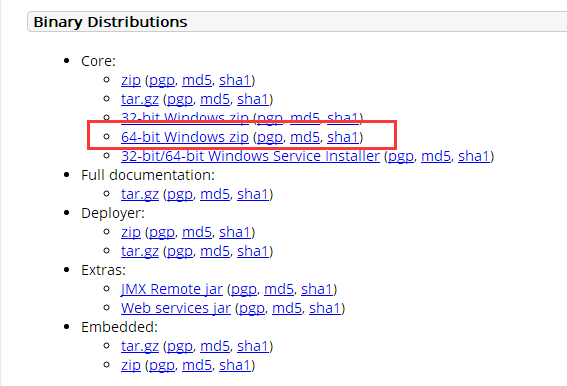 Binary Distributions
Core:
zip (pgp, md5, sha1)
tar.gz (pgp, md5, sha1)
32-bit Windows zip (pgp, md5, sha1)
64-bit Windows zip (pgp, md5, sha1)
32-bit/64-bit Windows Service Installer (pgp, md5, sha1)
Full documentation:
tar.gz (pgp, md5, sha1)
Deployer:
zip (pgp, md5, sha1)
tar.gz (pgp, md5, sha1)
Extras:
JMX Remote jar (pgp, md5, sha1)
Web services jar (pgp, md5, sha1)
Embedded:
tar.gz (pgp, md5, sha1)
zip (pgp, md5, sha1)